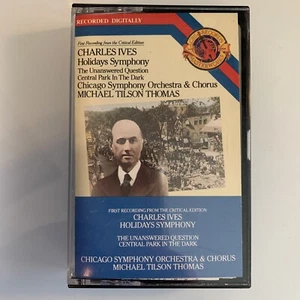 RECORDED DIGITALLY
First Recording from the Critical Edition
CHARLES IVES
Holidays Symphony
The Unanswered Question
Central Park In The Dark
Chicago Symphony Orchestra & Chorus
MICHAEL TILSON THOMAS
FIRST RECORDING FROM THE CRITICAL EDITION
CHARLES IVES
HOLIDAYS SYMPHONY
THE UNANSWERED QUESTION
CENTRAL PARK IN THE DARK
CHICAGO SYMPHONY ORCHESTRA & CHORUS
MICHAEL TILSON THOMAS